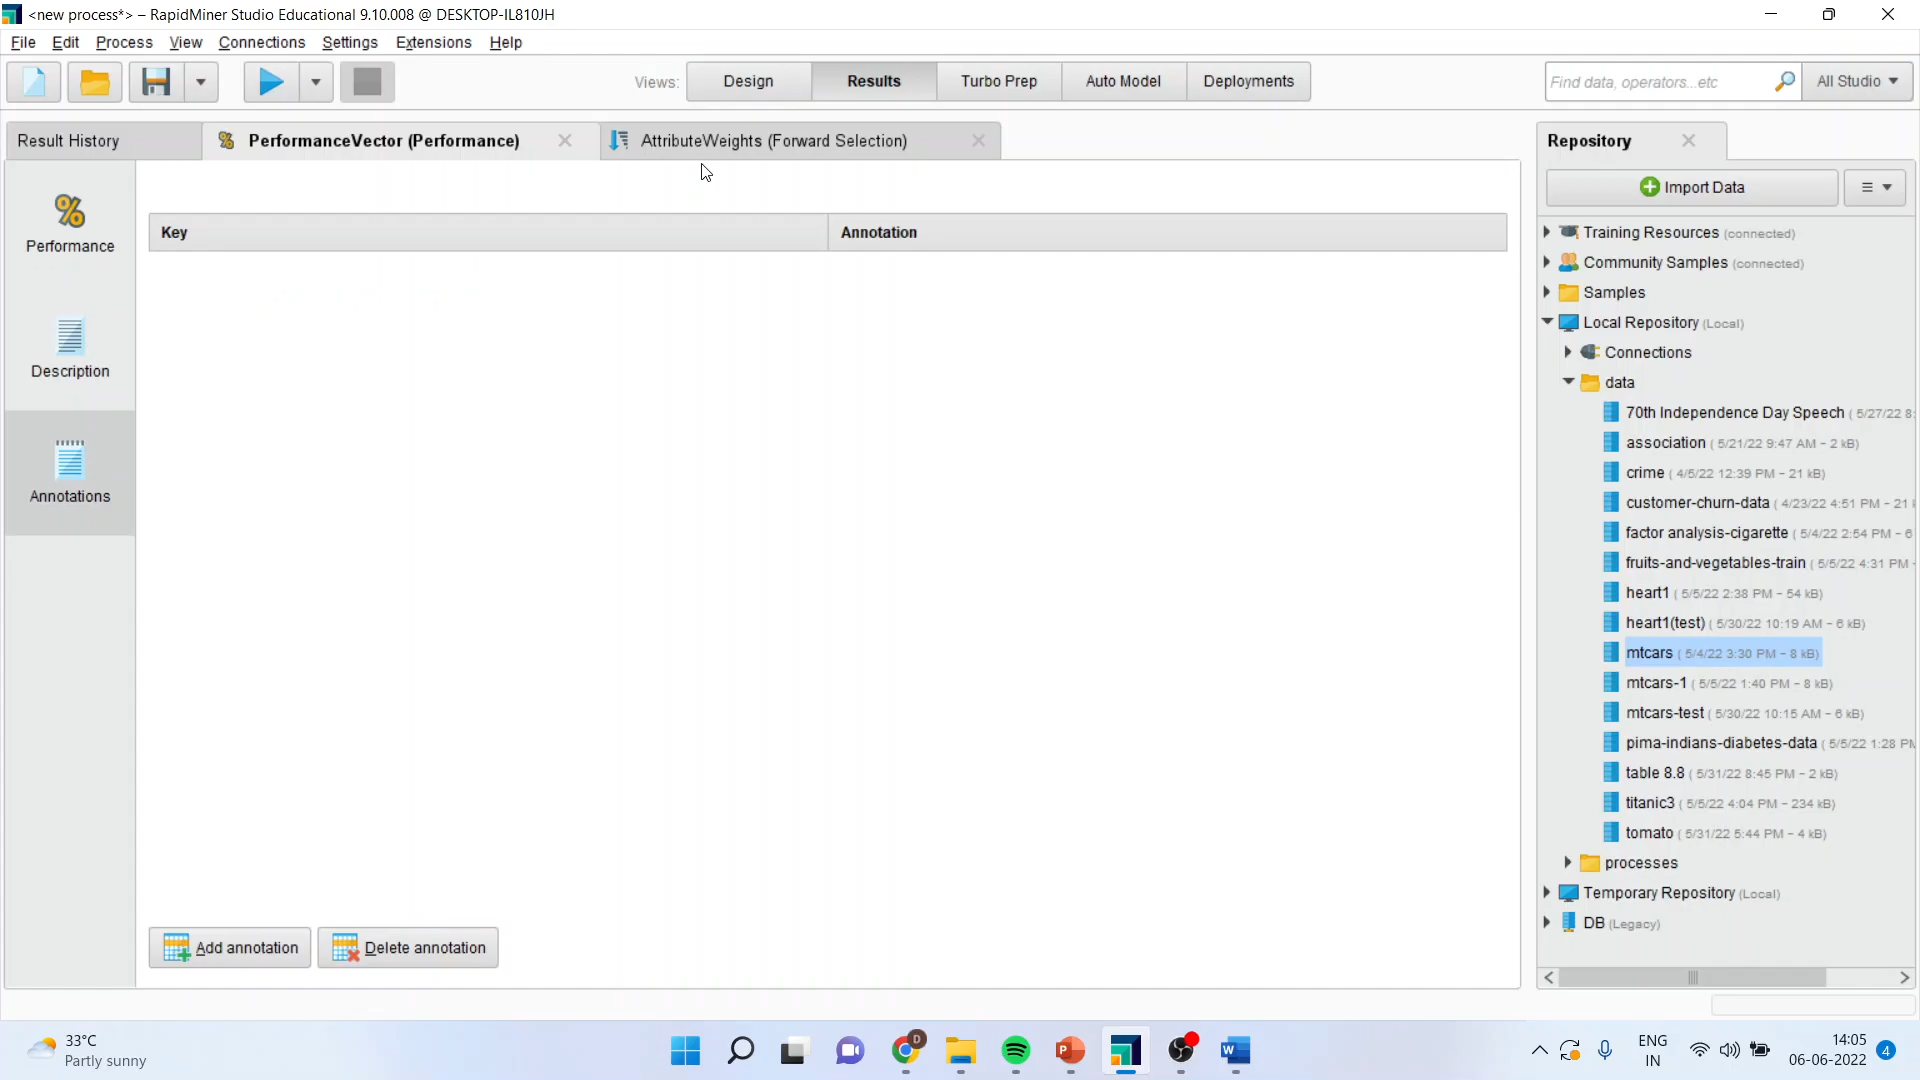 <new process*> – RapidMiner Studio Educational 9.10.008 @ DESKTOP-IL810JH
File Edit Process View Connections Settings Extensions Help
Views: Design Results Turbo Prep Auto Model Deployments
Find data, operators...etc All Studio
Result History PerformanceVector (Performance) AttributeWeights (Forward Selection)
Repository
Import Data
Performance
Description
Annotations
Key Annotation
Add annotation Delete annotation
Training Resources (connected)
Community Samples (connected)
Samples
Local Repository (Local)
Connections
data
70th Independence Day Speech ( 5/27/22 8:
association ( 5/21/22 9:47 AM – 2 kB)
crime ( 4/5/22 12:39 PM – 21 kB)
customer-churn-data ( 4/23/22 4:51 PM – 21
factor analysis-cigarette ( 5/4/22 2:54 PM – 6
fruits-and-vegetables-train ( 5/5/22 4:31 PM -
heart1 ( 5/5/22 2:38 PM – 54 kB)
heart1(test) ( 5/30/22 10:19 AM – 6 kB)
mtcars ( 5/4/22 3:30 PM – 8 kB)
mtcars-1 ( 5/5/22 1:40 PM – 8 kB)
mtcars-test ( 5/30/22 10:15 AM – 6 kB)
pima-indians-diabetes-data ( 5/5/22 1:28 PM
table 8.8 ( 5/31/22 8:45 PM – 2 kB)
titanic3 ( 5/5/22 4:04 PM – 234 kB)
tomato ( 5/31/22 5:44 PM – 4 kB)
processes
Temporary Repository (Local)
DB (Legacy)
33°C
Partly sunny
D
P
W
ENG
IN
14:05
06-06-2022
4